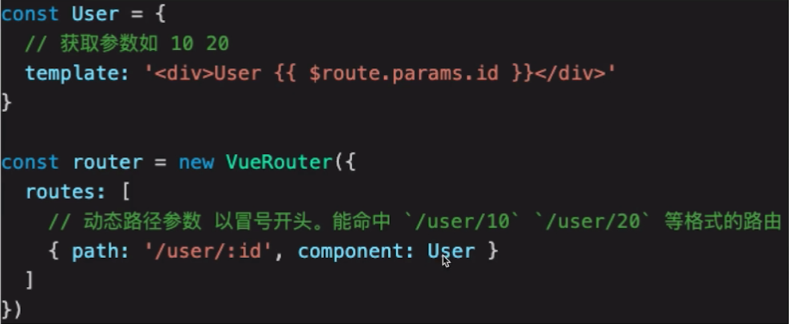 const User = {
  // 获取参数如 10 20
  template: '<div>User {{ $route.params.id }}</div>'
}

const router = new VueRouter({
  routes: [
    // 动态路径参数 以冒号开头。能命中 `/user/10` `/user/20` 等格式的路由
    { path: '/user/:id', component: User }
  ]
})